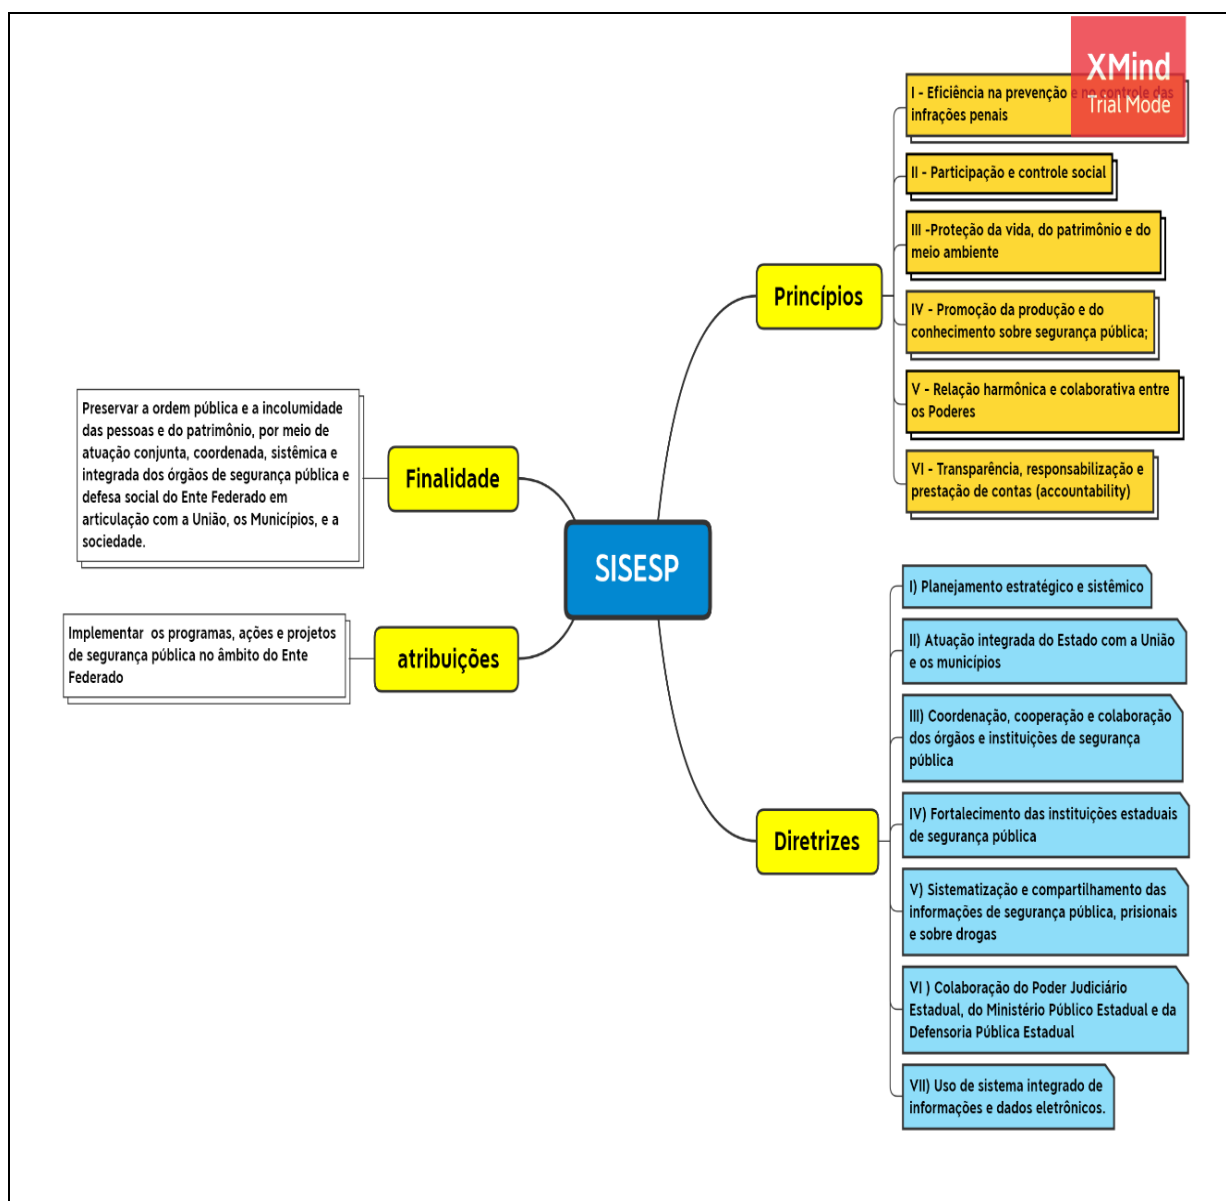 XMind
Trial Mode
I - Eficiência na prevenção e no controle das
infrações penais
II - Participação e controle social
III -Proteção da vida, do patrimônio e do
meio ambiente
Princípios
IV - Promoção da produção e do
conhecimento sobre segurança pública;
V - Relação harmônica e colaborativa entre
os Poderes
VI - Transparência, responsabilização e
prestação de contas (accountability)
Preservar a ordem pública e a incolumidade
das pessoas e do patrimônio, por meio de
atuação conjunta, coordenada, sistêmica e
integrada dos órgãos de segurança pública e
defesa social do Ente Federado em
articulação com a União, os Municípios, e a
sociedade.
Finalidade
SISESP
Implementar os programas, ações e projetos
de segurança pública no âmbito do Ente
Federado
atribuições
Diretrizes
I) Planejamento estratégico e sistêmico
II) Atuação integrada do Estado com a União
e os municípios
III) Coordenação, cooperação e colaboração
dos órgãos e instituições de segurança
pública
IV) Fortalecimento das instituições estaduais
de segurança pública
V) Sistematização e compartilhamento das
informações de segurança pública, prisionais
e sobre drogas
VI ) Colaboração do Poder Judiciário
Estadual, do Ministério Público Estadual e da
Defensoria Pública Estadual
VII) Uso de sistema integrado de
informações e dados eletrônicos.